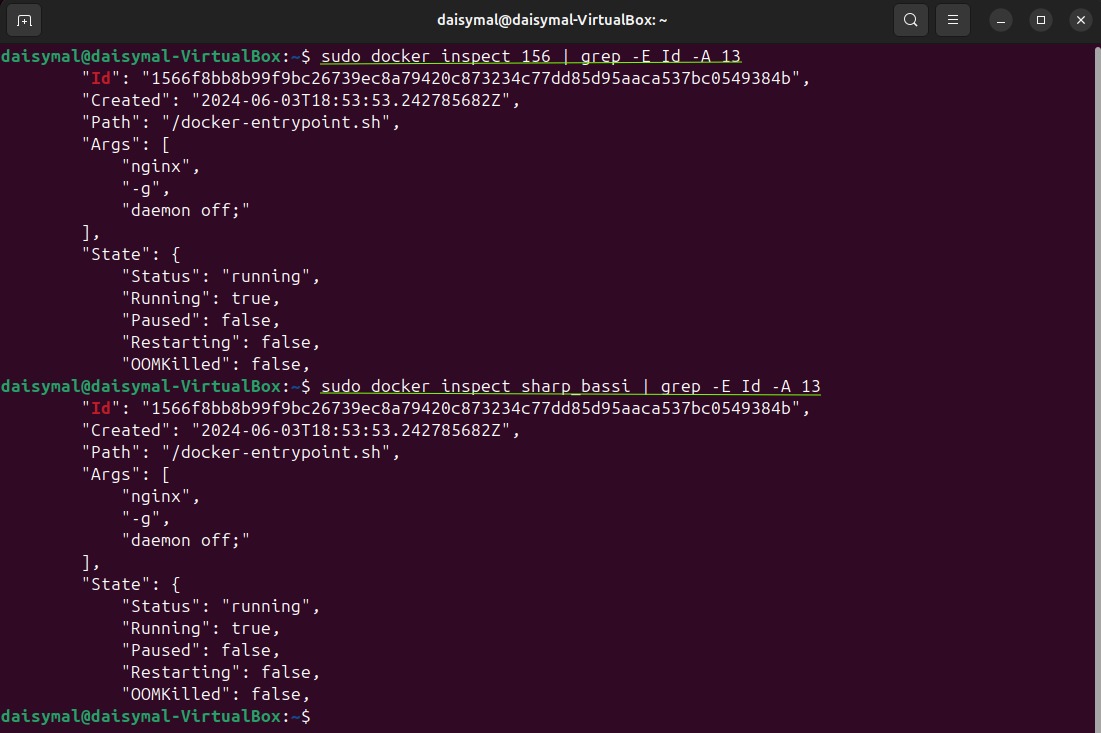 daisymal@daisymal-VirtualBox: ~
daisymal@daisymal-VirtualBox:~$ sudo docker inspect 156 | grep -E Id -A 13
        "Id": "1566f8bb8b99f9bc26739ec8a79420c873234c77dd85d95aaca537bc0549384b",
        "Created": "2024-06-03T18:53:53.242785682Z",
        "Path": "/docker-entrypoint.sh",
        "Args": [
            "nginx",
            "-g",
            "daemon off;"
        ],
        "State": {
            "Status": "running",
            "Running": true,
            "Paused": false,
            "Restarting": false,
            "OOMKilled": false,
daisymal@daisymal-VirtualBox:~$ sudo docker inspect sharp_bassi | grep -E Id -A 13
        "Id": "1566f8bb8b99f9bc26739ec8a79420c873234c77dd85d95aaca537bc0549384b",
        "Created": "2024-06-03T18:53:53.242785682Z",
        "Path": "/docker-entrypoint.sh",
        "Args": [
            "nginx",
            "-g",
            "daemon off;"
        ],
        "State": {
            "Status": "running",
            "Running": true,
            "Paused": false,
            "Restarting": false,
            "OOMKilled": false,
daisymal@daisymal-VirtualBox:~$